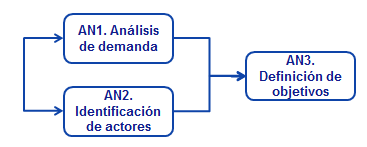 AN1. Análisis
de demanda
AN2.
Identificación
de actores
AN3.
Definición de
objetivos